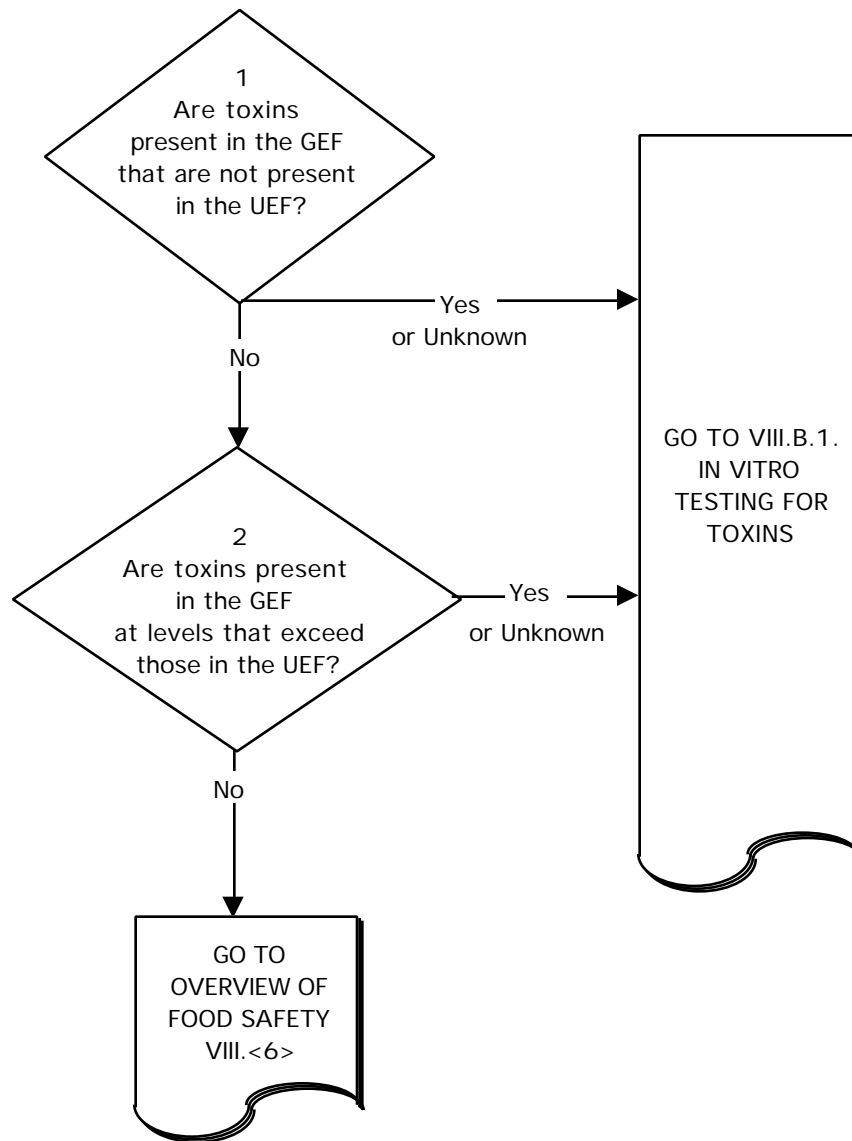 1
Are toxins
present in the GEF
that are not present
in the UEF?
Yes
or Unknown
No
GO TO VIII.B.1.
IN VITRO
TESTING FOR
TOXINS
2
Are toxins present
in the GEF
at levels that exceed
those in the UEF?
Yes
or Unknown
No
GO TO
OVERVIEW OF
FOOD SAFETY
VIII.<6>